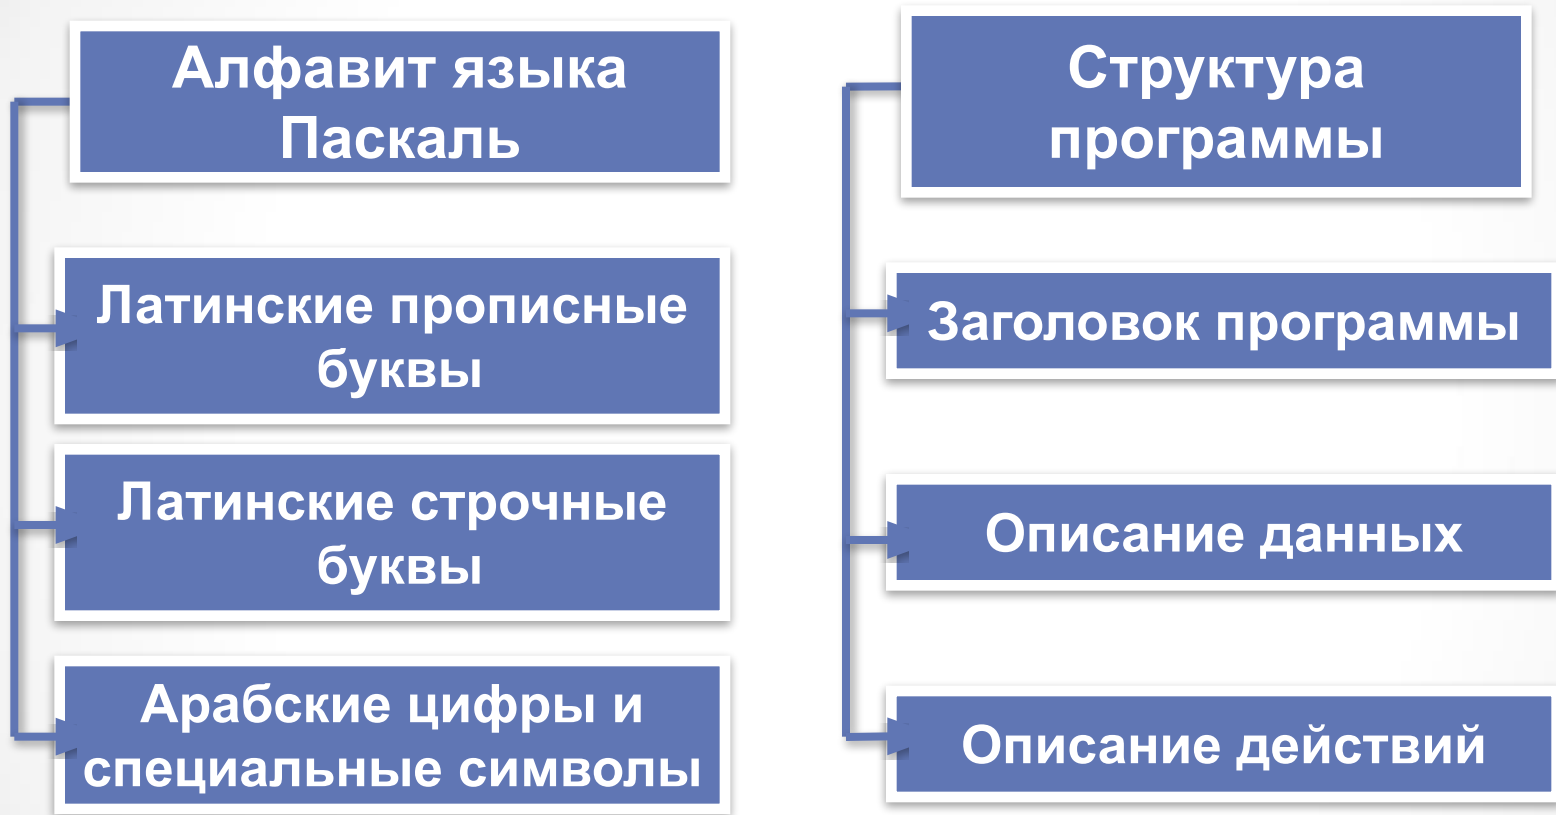 Алфавит языка
Паскаль
Латинские прописные
буквы
Латинские строчные
буквы
Арабские цифры и
специальные символы
Структура
программы
Заголовок программы
Описание данных
Описание действий